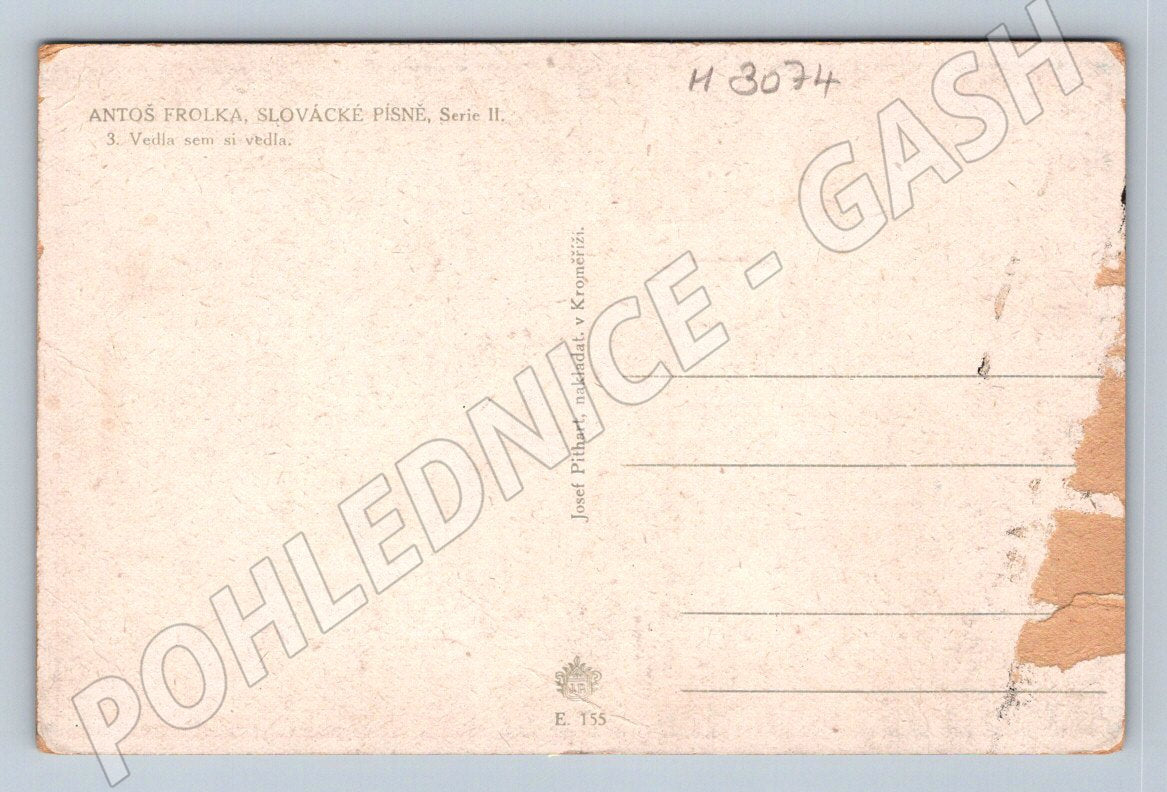 H 3074
ANTOŠ FROLKA, SLOVÁCKÉ PÍSNĚ, Serie II.
3. Vedla sem si vedla.
Josef Pithart, nakladat. v Kroměříži.
E. 155
POHLEDNICE - GASH